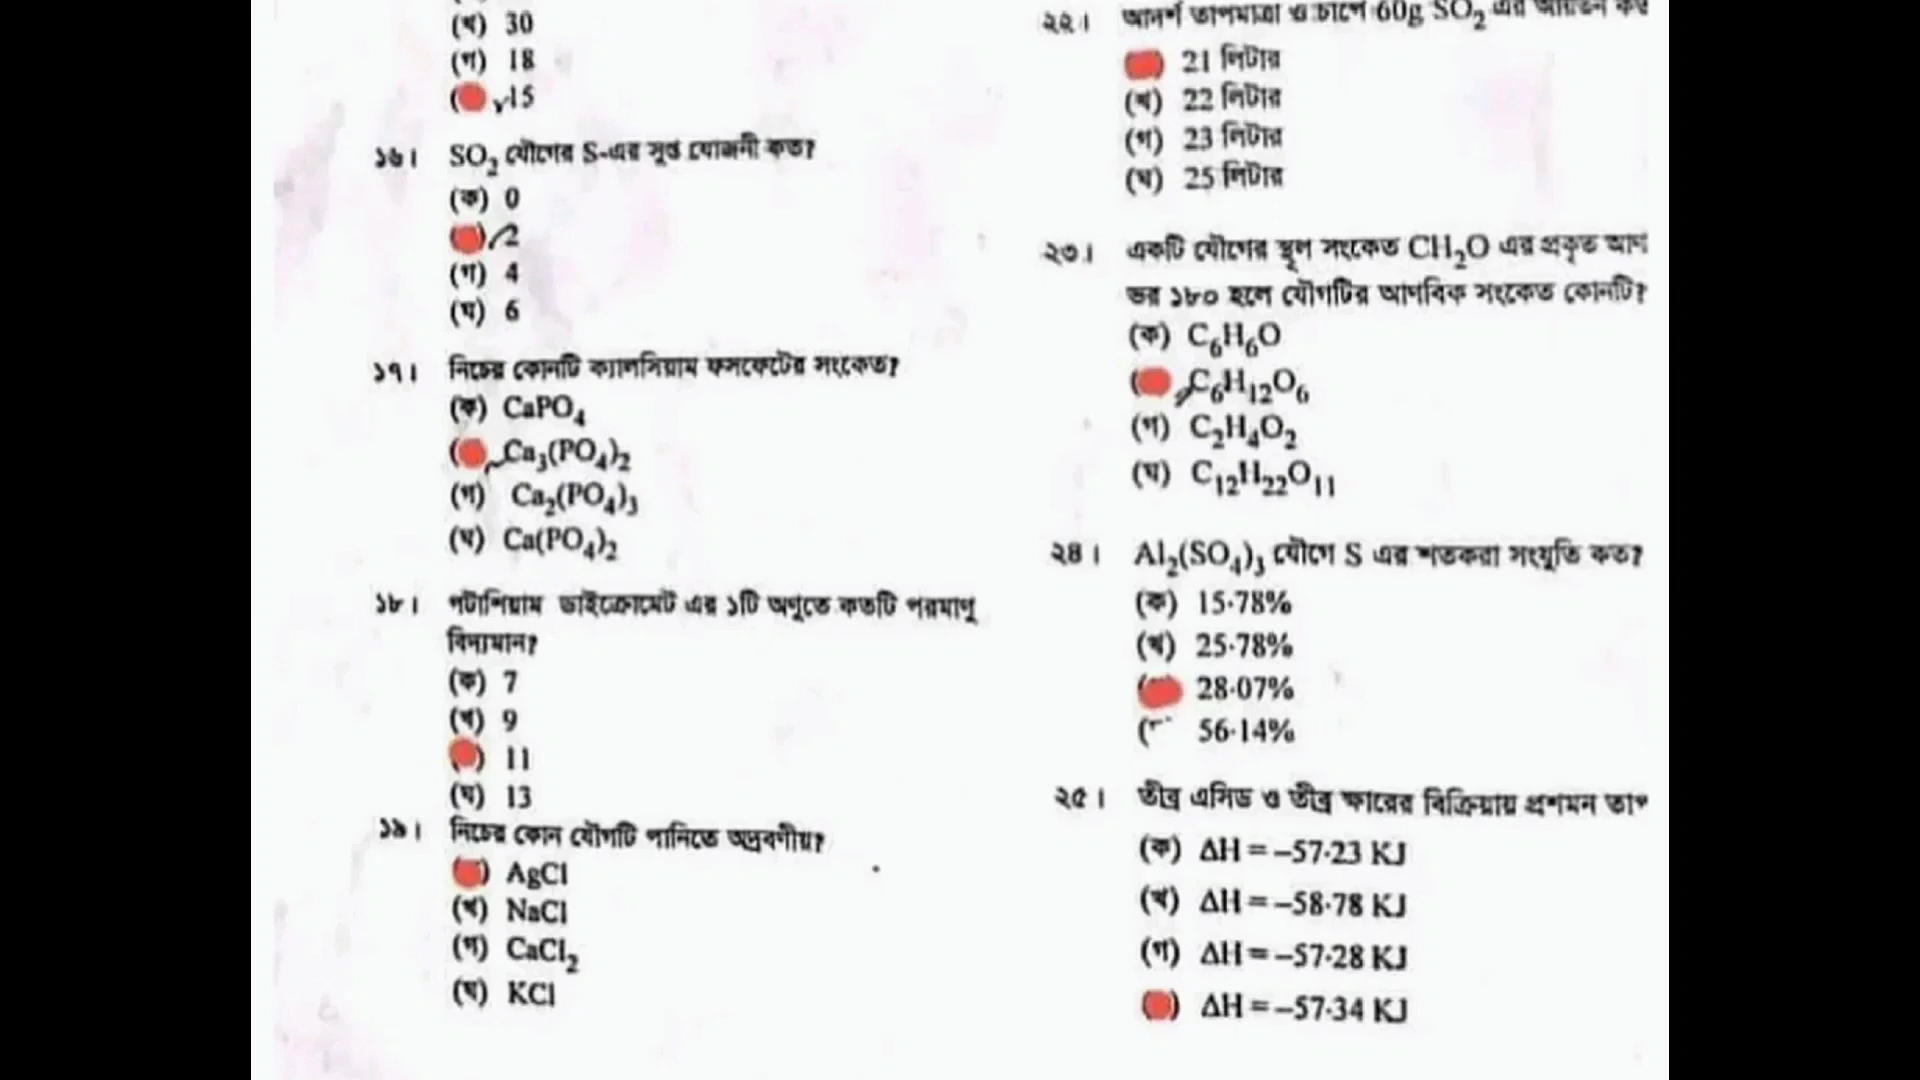 (খ) 30
(গ) 18
15
১৬। SO2 যৌগের S-এর সুপ্ত যোজনী কত?
(ক) 0
2
(গ) 4
(ঘ) 6
১৭। নিচের কোনটি ক্যালসিয়াম ফসফেটের সংকেত?
(ক) CaPO4
Ca3(PO4)2
(গ) Ca2(PO4)3
(ঘ) Ca(PO4)2
১৮। পটাশিয়াম ডাইক্রোমেট এর ১টি অণুতে কতটি পরমাণু
বিদ্যমান?
(ক) 7
(খ) 9
11
(ঘ) 13
১৯। নিচের কোন যৌগটি পানিতে অদ্রবণীয়?
AgCl
(খ) NaCl
(গ) CaCl2
(ঘ) KCl
২২। আদর্শ তাপমাত্রা ও চাপে 60g SO2 এর আয়তন কত
21 লিটার
(খ) 22 লিটার
(গ) 23 লিটার
(ঘ) 25 লিটার
২৩। একটি যৌগের স্থুল সংকেত CH2O এর প্রকৃত আণ
ভর ১৮০ হলে যৌগটির আণবিক সংকেত কোনটি?
(ক) C6H6O
C6H12O6
(গ) C2H4O2
(ঘ) C12H22O11
২৪। Al2(SO4)3 যৌগে S এর শতকরা সংযুতি কত?
(ক) 15·78%
(খ) 25·78%
28·07%
56·14%
২৫। তীব্র এসিড ও তীব্র ক্ষারের বিক্রিয়ায় প্রশমন তাপ
(ক) ΔH = –57·23 KJ
(খ) ΔH = –58·78 KJ
(গ) ΔH = –57·28 KJ
ΔH = –57·34 KJ